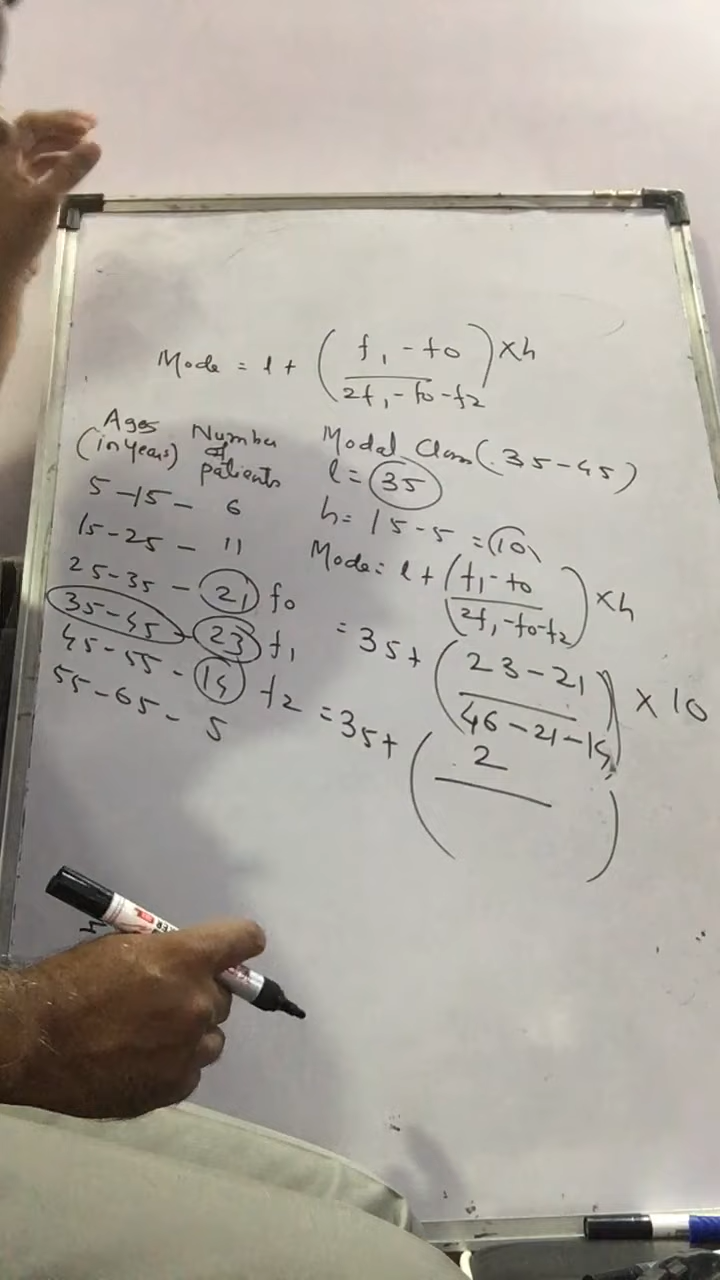 Mode = l + ( f1 - f0 / 2f1 - f0 - f2 ) × h
Ages (in years) Number of patients
5 - 15 - 6
15 - 25 - 11
25 - 35 - 21 f0
35 - 45 - 23 f1
45 - 55 - 14 f2
55 - 65 - 5
Modal Class (35 - 45)
l = 35
h = 15 - 5 = 10
Mode = l + ( f1 - f0 / 2f1 - f0 - f2 ) × h
= 35 + ( 23 - 21 / 46 - 21 - 14 ) × 10
= 35 + ( 2 / )